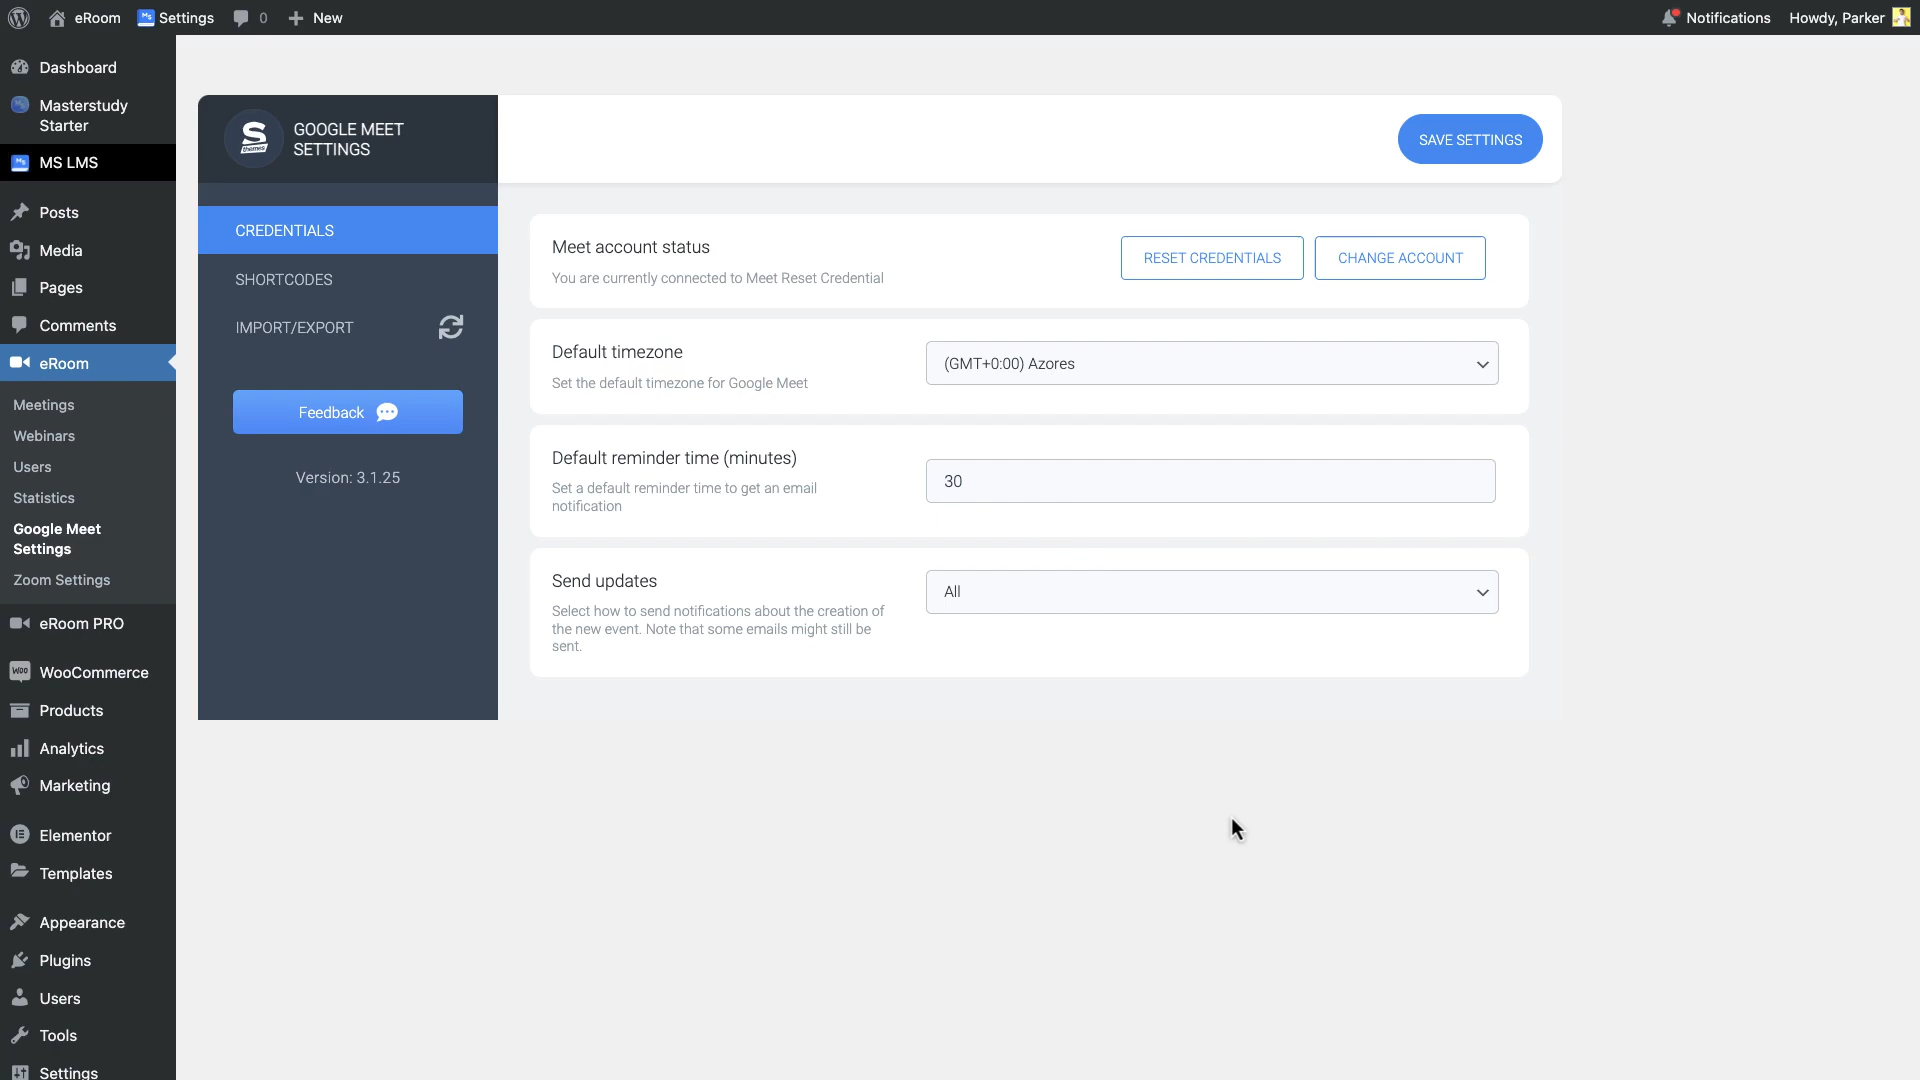 eRoom
Settings
0
New
Notifications
Howdy, Parker
Dashboard
Masterstudy
Starter
MS LMS
Posts
Media
Pages
Comments
eRoom
Meetings
Webinars
Users
Statistics
Google Meet
Settings
Zoom Settings
eRoom PRO
WooCommerce
Products
Analytics
Marketing
Elementor
Templates
Appearance
Plugins
Users
Tools
Settings
S
themes
GOOGLE MEET
SETTINGS
CREDENTIALS
SHORTCODES
IMPORT/EXPORT
Feedback
Version: 3.1.25
SAVE SETTINGS
Meet account status
You are currently connected to Meet Reset Credential
RESET CREDENTIALS
CHANGE ACCOUNT
Default timezone
Set the default timezone for Google Meet
(GMT+0:00) Azores
Default reminder time (minutes)
Set a default reminder time to get an email
notification
30
Send updates
Select how to send notifications about the creation of
the new event. Note that some emails might still be
sent.
All